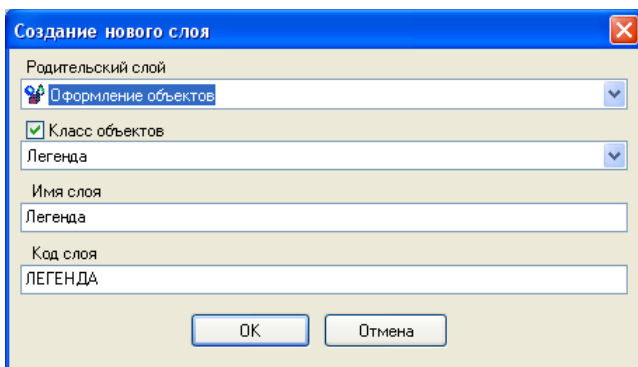 Создание нового слоя
Родительский слой
Оформление объектов
Класс объектов
Легенда
Имя слоя
Легенда
Код слоя
ЛЕГЕНДА
OK Отмена